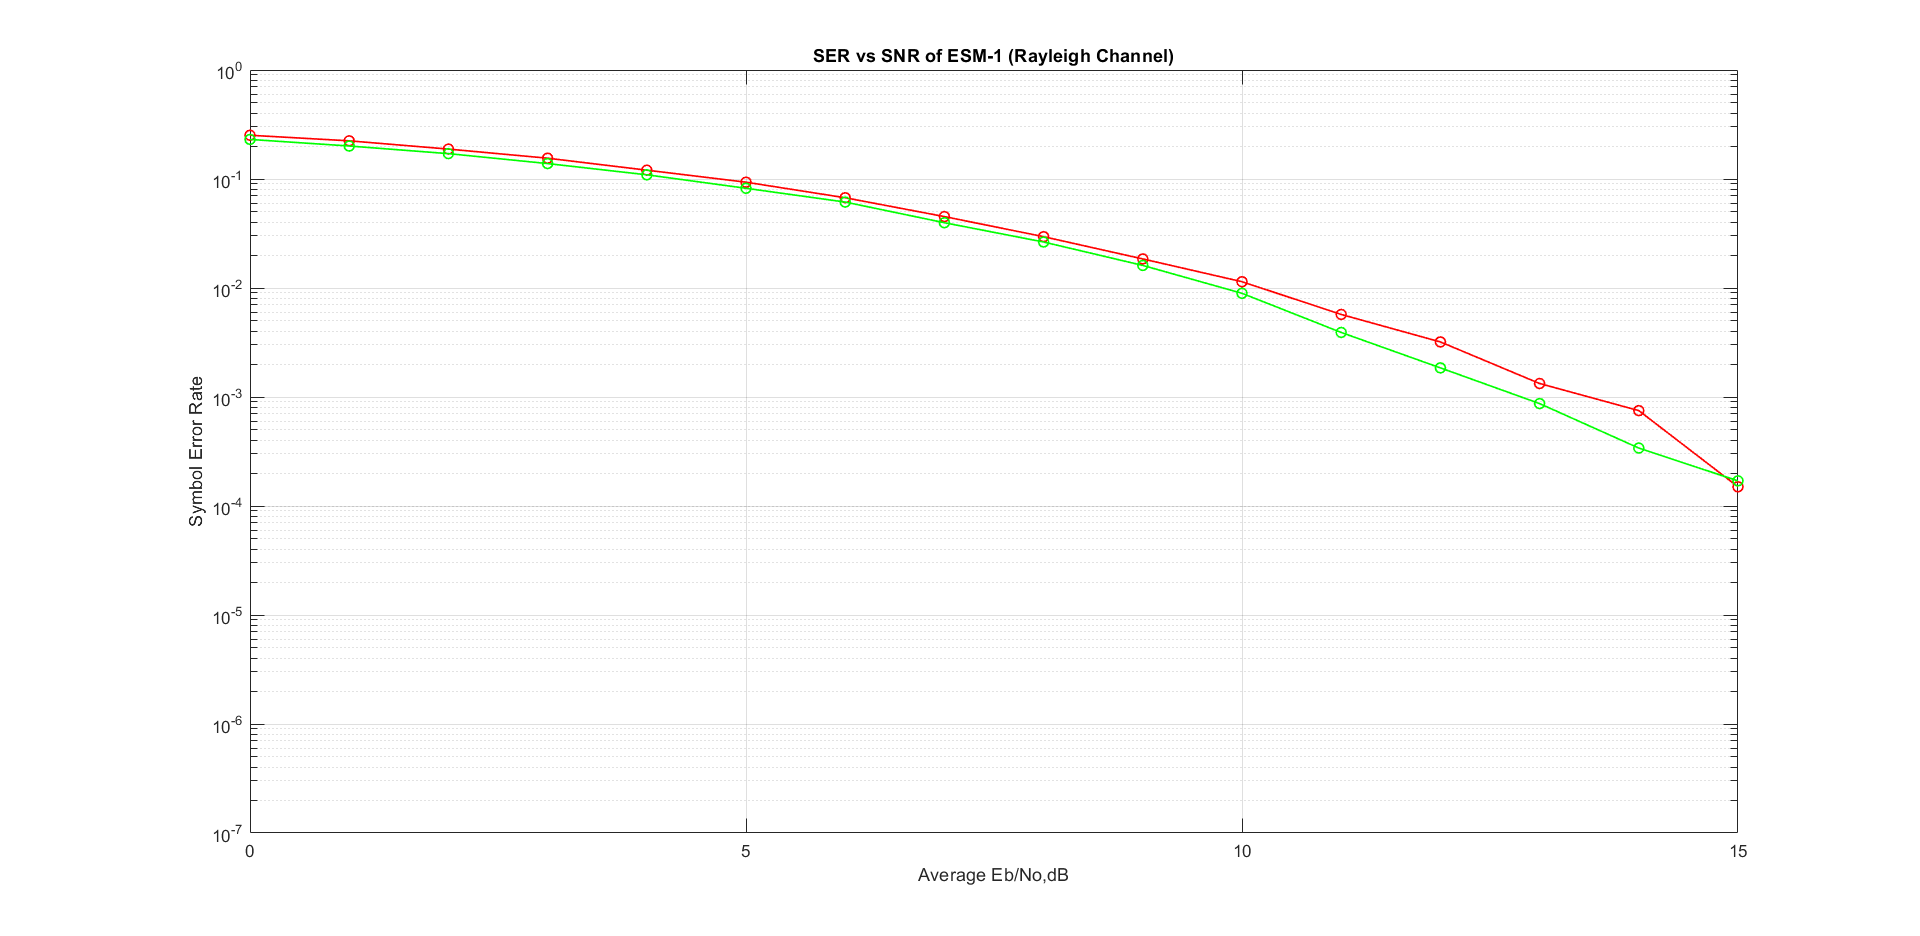 SER vs SNR of ESM-1 (Rayleigh Channel)
10^0
10^-1
10^-2
10^-3
10^-4
10^-5
10^-6
10^-7
Symbol Error Rate
0 5 10 15
Average Eb/No,dB